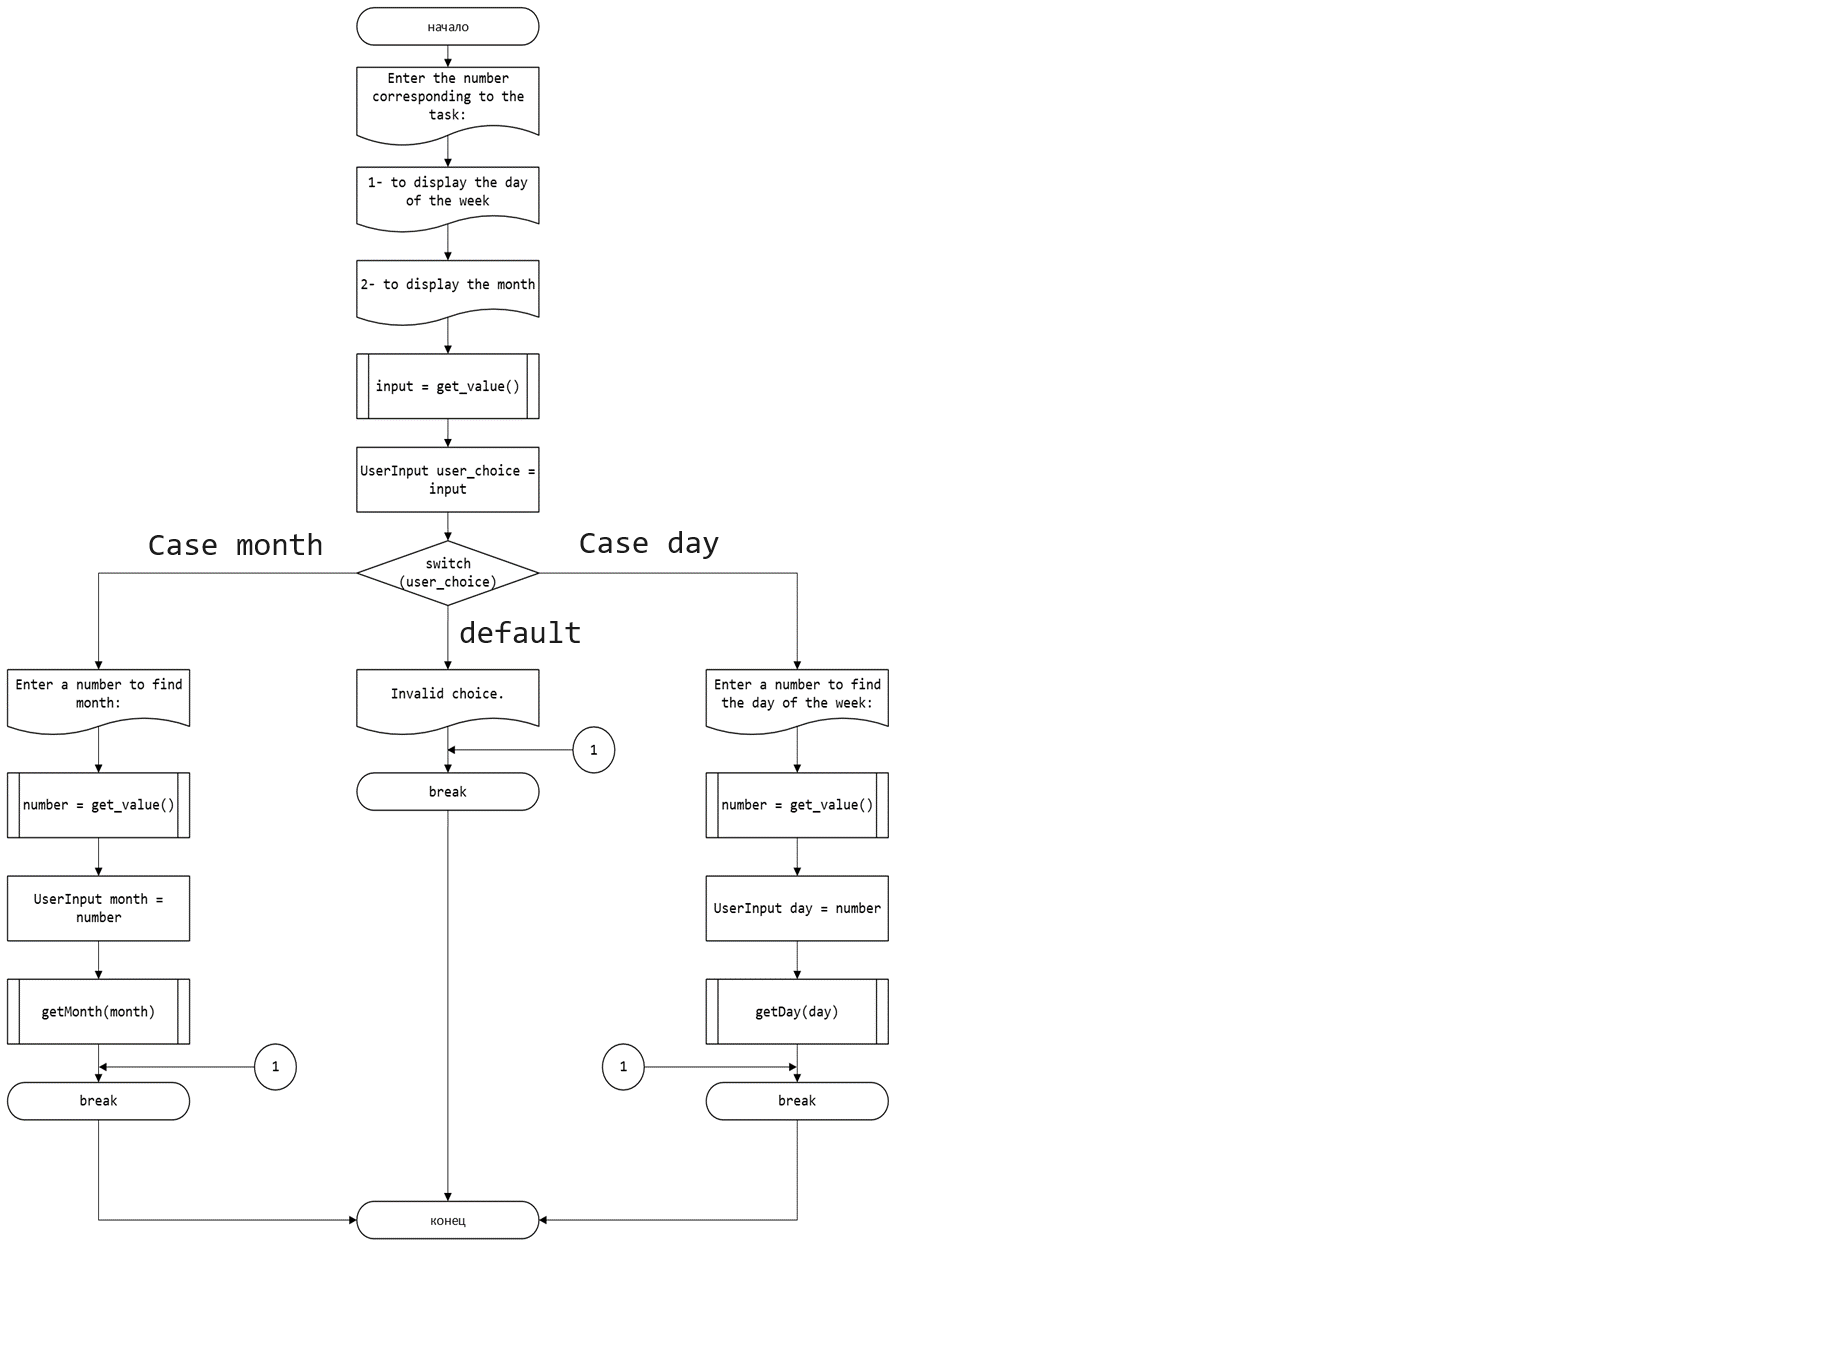 начало
Enter the number
corresponding to the
task:
1- to display the day
of the week
2- to display the month
input = get_value()
UserInput user_choice =
input
Case month
Case day
switch
(user_choice)
default
Enter a number to find
month:
Invalid choice.
Enter a number to find
the day of the week:
1
break
number = get_value()
number = get_value()
UserInput month =
number
UserInput day = number
getMonth(month)
getDay(day)
1
1
break
break
конец